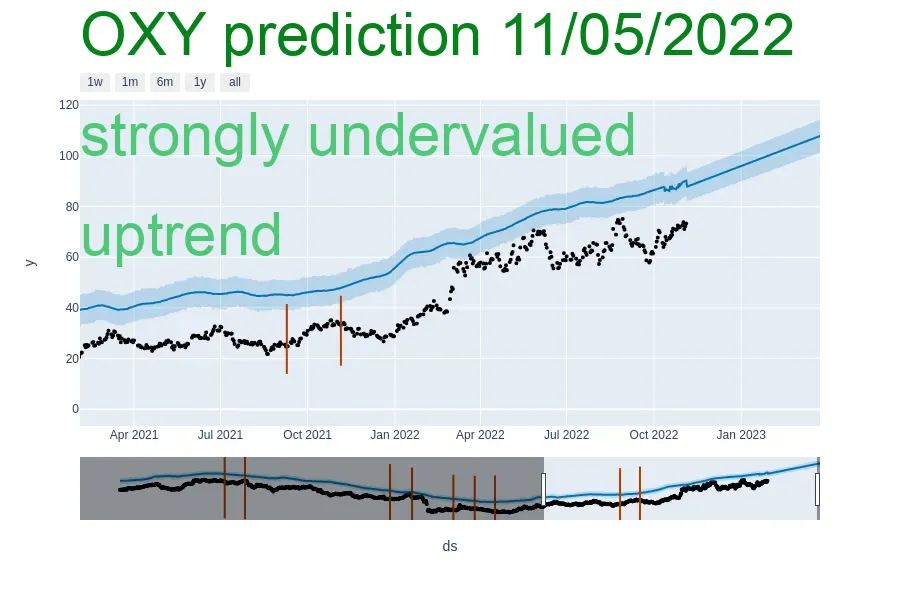 OXY prediction 11/05/2022
1w 1m 6m 1y all
120
strongly undervalued
100
80
uptrend
60
y
40
20
0
Apr 2021 Jul 2021 Oct 2021 Jan 2022 Apr 2022 Jul 2022 Oct 2022 Jan 2023
ds